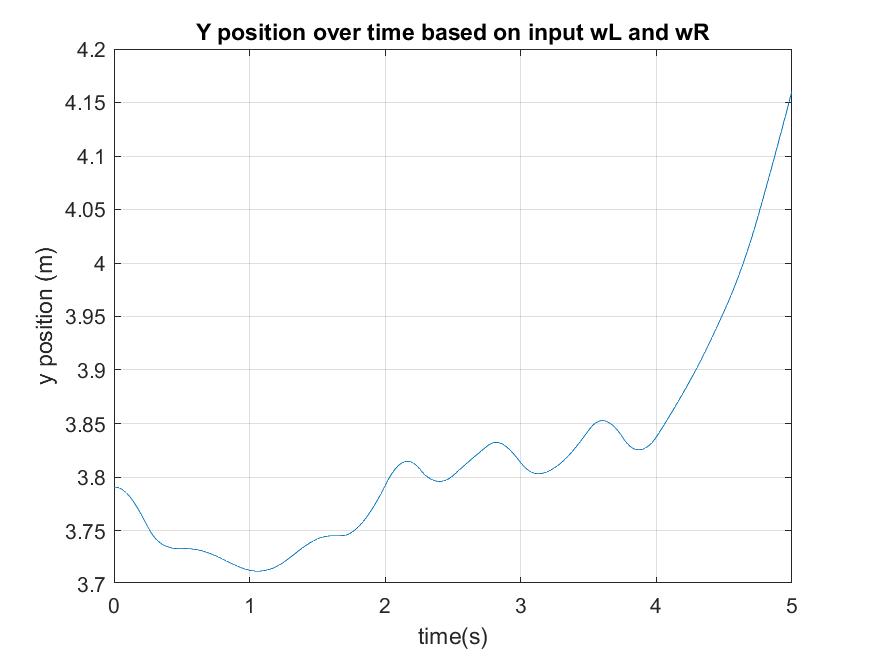 Y position over time based on input wL and wR
4.2
4.15
4.1
4.05
4
3.95
3.9
3.85
3.8
3.75
3.7
y position (m)
0 1 2 3 4 5
time(s)